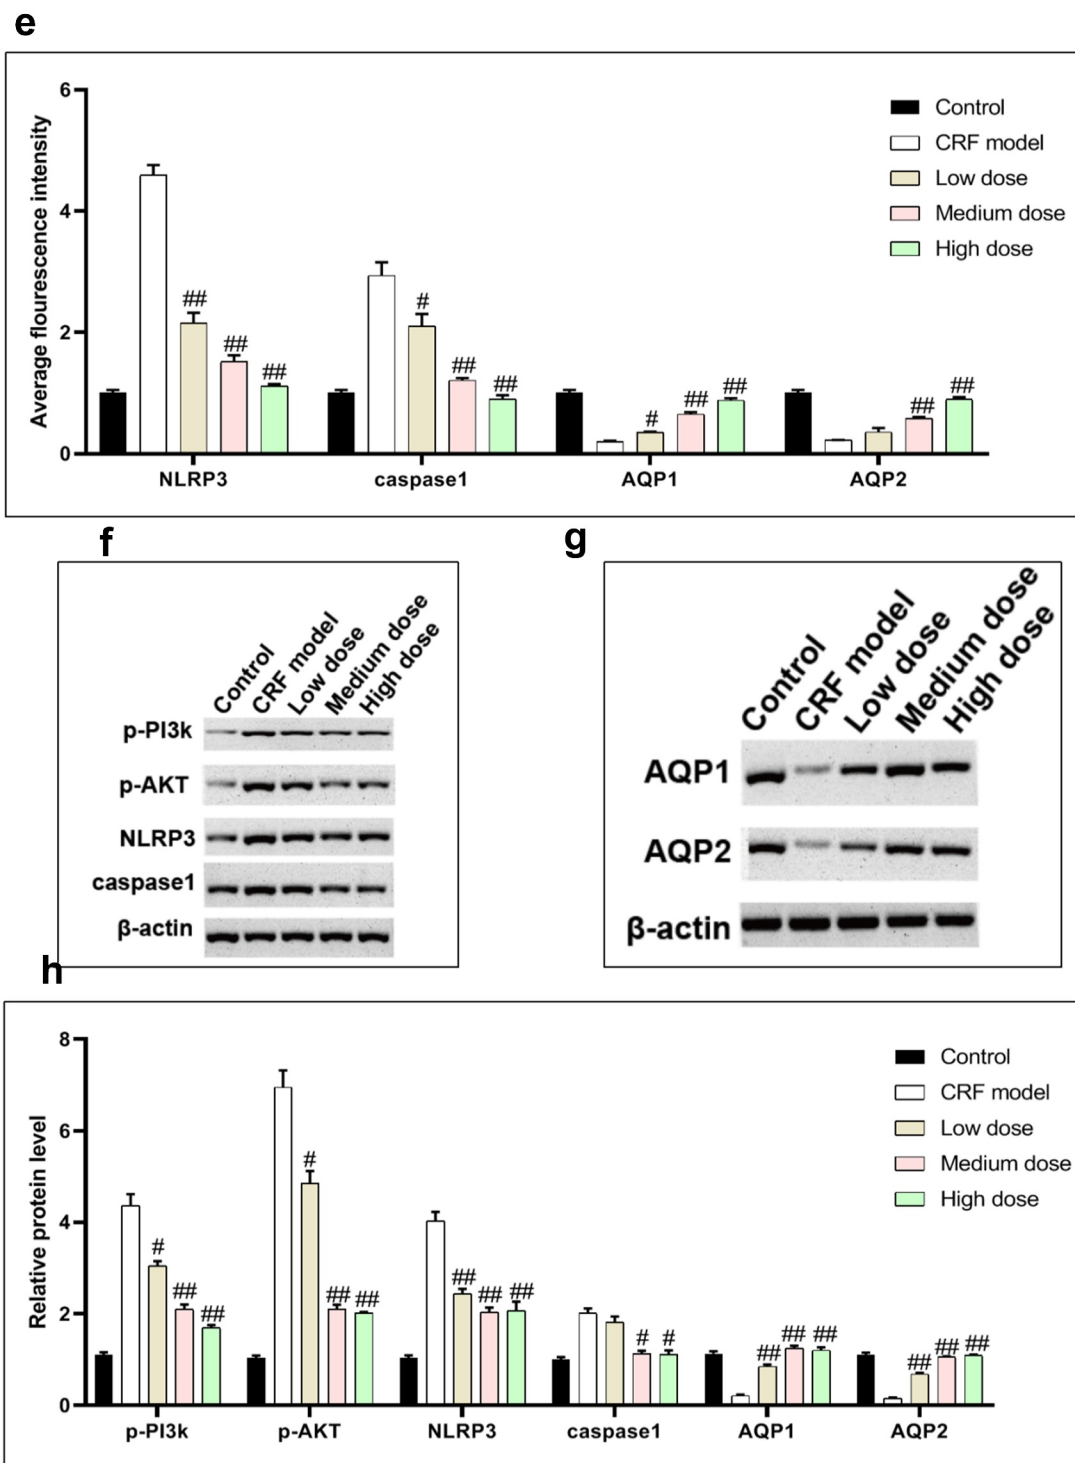 e
Average flourescence intensity
6
4
2
0
Control
CRF model
Low dose
Medium dose
High dose
##
##
##
#
##
##
#
##
##
##
##
NLRP3
caspase1
AQP1
AQP2
f
Control
CRF model
Low dose
Medium dose
High dose
p-PI3k
p-AKT
NLRP3
caspase1
β-actin
g
Control
CRF model
Low dose
Medium dose
High dose
AQP1
AQP2
β-actin
h
Relative protein level
8
6
4
2
0
Control
CRF model
Low dose
Medium dose
High dose
#
##
##
#
##
##
##
##
##
#
#
##
##
##
##
##
##
p-PI3k
p-AKT
NLRP3
caspase1
AQP1
AQP2